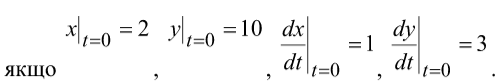 якщо x|t=0 = 2 , y|t=0 = 10 , dx/dt|t=0 = 1 , dy/dt|t=0 = 3 .